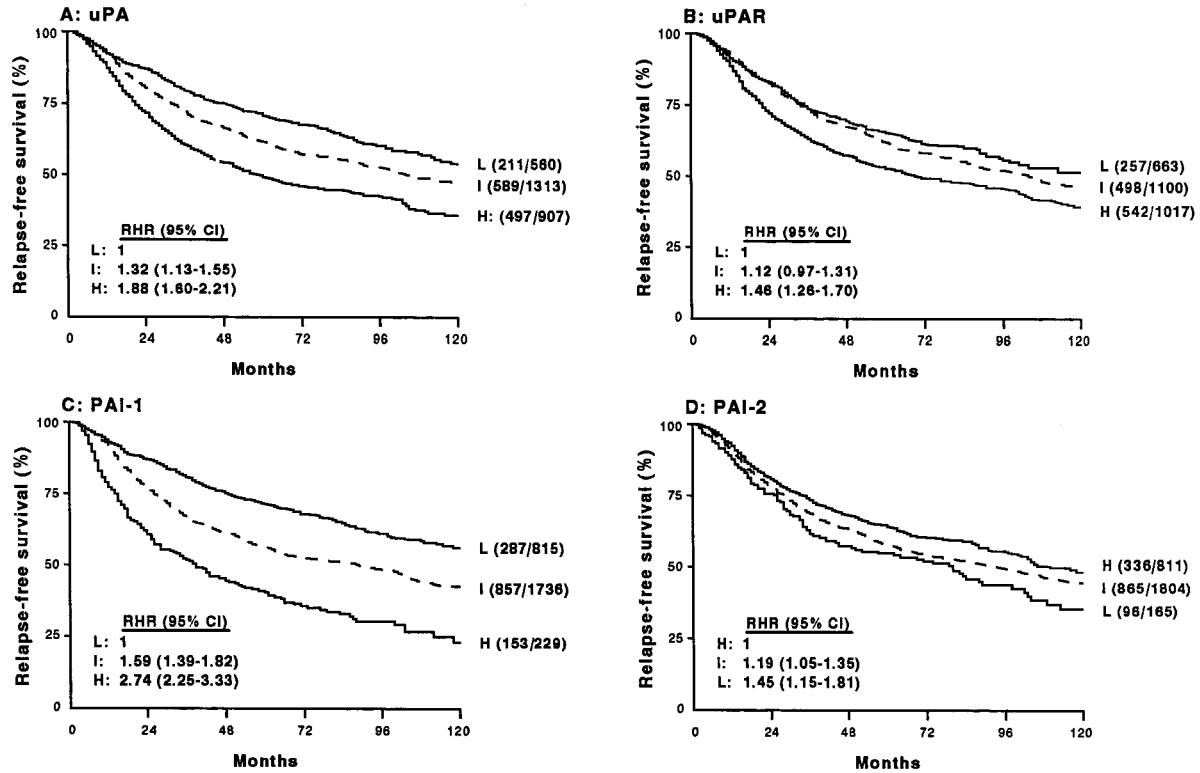 A: uPA
Relapse-free survival (%)
100
75
50
25
0
L (211/560)
I (589/1313)
H: (497/907)
RHR (95% CI)
L: 1
I: 1.32 (1.13-1.55)
H: 1.88 (1.60-2.21)
0 24 48 72 96 120
Months
B: uPAR
Relapse-free survival (%)
100
75
50
25
0
L (257/663)
I (498/1100)
H (542/1017)
RHR (95% CI)
L: 1
I: 1.12 (0.97-1.31)
H: 1.46 (1.26-1.70)
0 24 48 72 96 120
Months
C: PAI-1
Relapse-free survival (%)
100
75
50
25
0
L (287/815)
I (857/1736)
H (153/229)
RHR (95% CI)
L: 1
I: 1.59 (1.39-1.82)
H: 2.74 (2.25-3.33)
0 24 48 72 96 120
Months
D: PAI-2
Relapse-free survival (%)
100
75
50
25
0
H (336/811)
I (865/1804)
L (96/165)
RHR (95% CI)
H: 1
I: 1.19 (1.05-1.35)
L: 1.45 (1.15-1.81)
0 24 48 72 96 120
Months